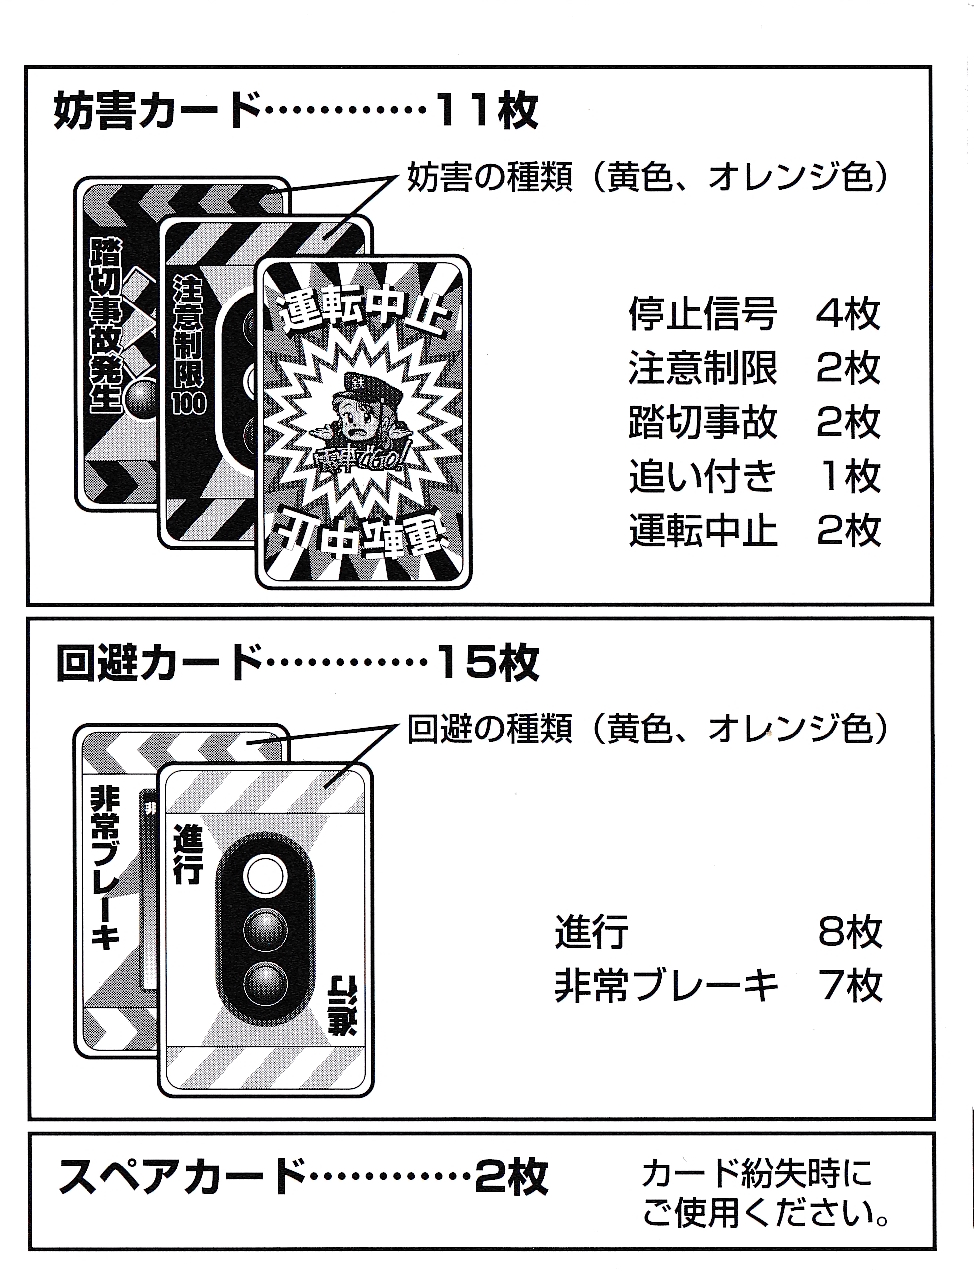 妨害カード…………11枚
妨害の種類（黄色、オレンジ色）
踏切事故発生
注意制限100
運転中止
鉄
電車でGO!
運転中止
停止信号　4枚
注意制限　2枚
踏切事故　2枚
追い付き　1枚
運転中止　2枚
回避カード…………15枚
回避の種類（黄色、オレンジ色）
非常ブレーキ
非
進行
進行
進行　8枚
非常ブレーキ　7枚
スペアカード…………2枚
カード紛失時に
ご使用ください。